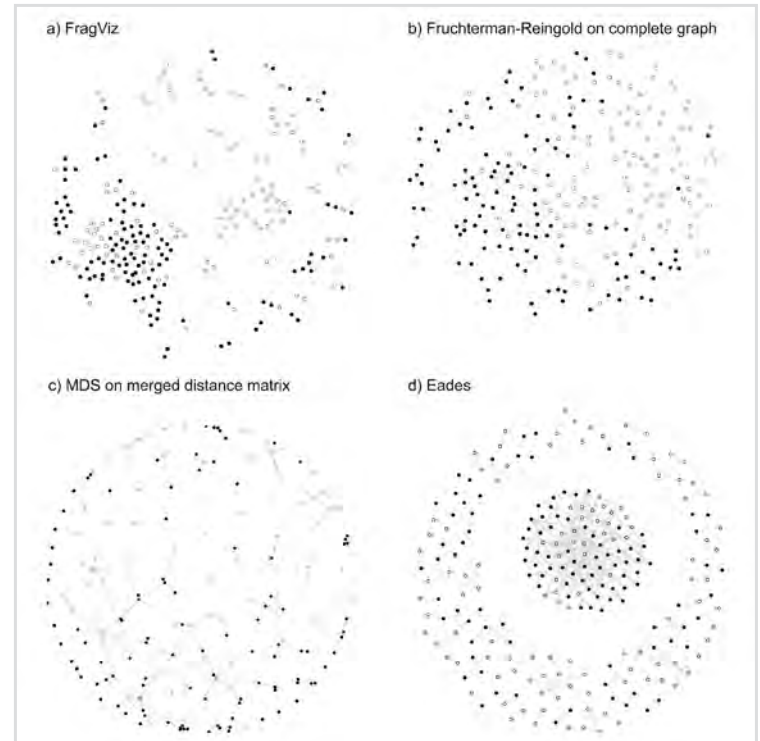 a) FragViz
b) Fruchterman-Reingold on complete graph
c) MDS on merged distance matrix
d) Eades